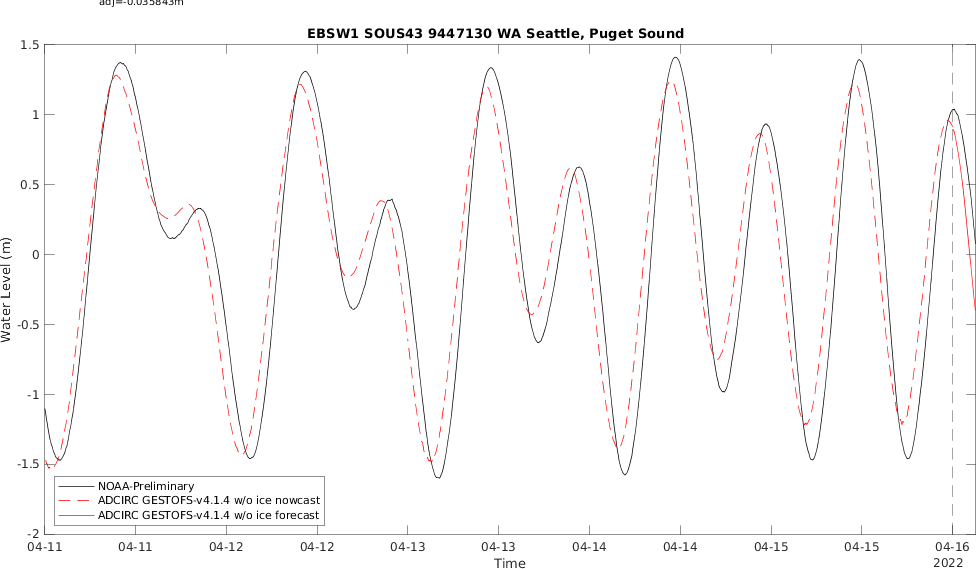 adj=-0.035843m
EBSW1 SOUS43 9447130 WA Seattle, Puget Sound
Water Level (m)
1.5
1
0.5
0
-0.5
-1
-1.5
-2
NOAA-Preliminary
ADCIRC GESTOFS-v4.1.4 w/o ice nowcast
ADCIRC GESTOFS-v4.1.4 w/o ice forecast
04-11 04-11 04-12 04-12 04-13 04-13 04-14 04-14 04-15 04-15 04-16
2022
Time